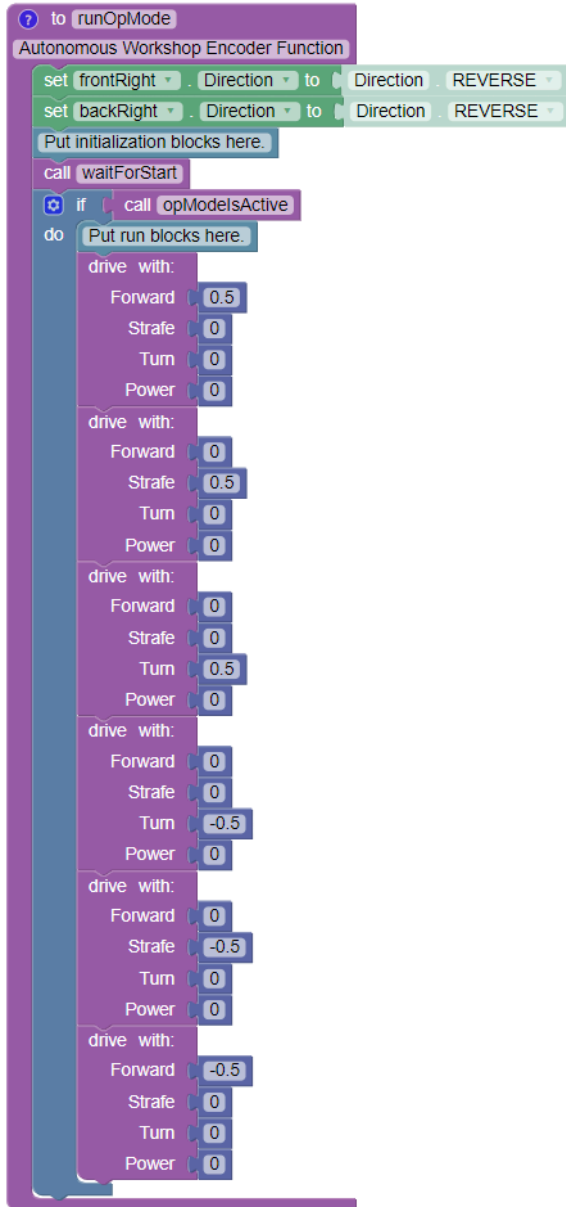 ? to runOpMode
Autonomous Workshop Encoder Function
set frontRight . Direction to Direction . REVERSE
set backRight . Direction to Direction . REVERSE
Put initialization blocks here.
call waitForStart
if call opModeIsActive
do Put run blocks here.
drive with:
Forward 0.5
Strafe 0
Turn 0
Power 0
drive with:
Forward 0
Strafe 0.5
Turn 0
Power 0
drive with:
Forward 0
Strafe 0
Turn 0.5
Power 0
drive with:
Forward 0
Strafe 0
Turn -0.5
Power 0
drive with:
Forward 0
Strafe -0.5
Turn 0
Power 0
drive with:
Forward -0.5
Strafe 0
Turn 0
Power 0